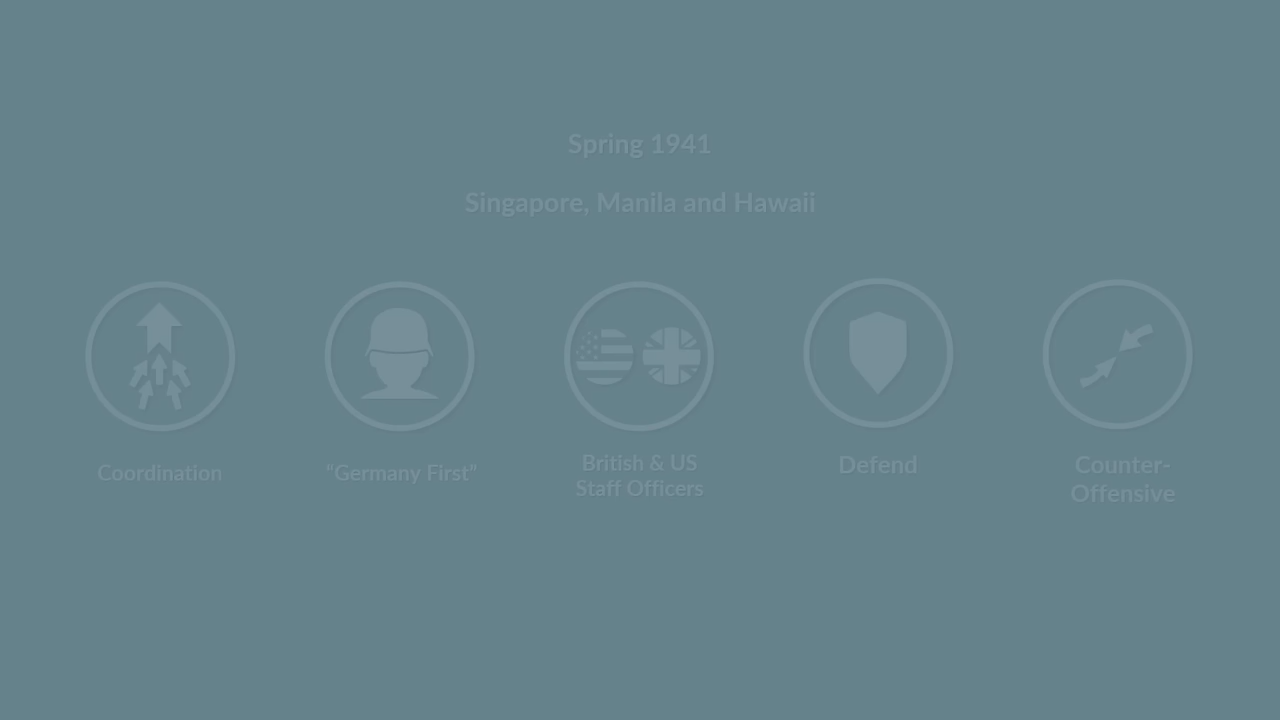 Spring 1941
Singapore, Manila and Hawaii
Coordination
“Germany First”
British & US
Staff Officers
Defend
Counter-
Offensive